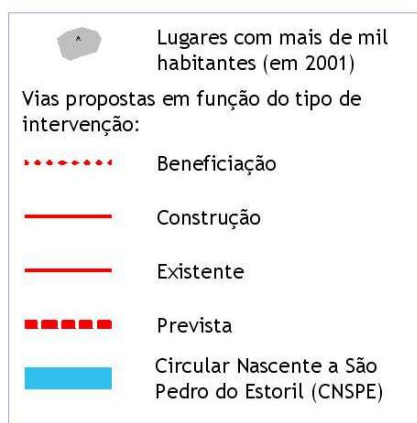 Lugares com mais de mil
habitantes (em 2001)
Vias propostas em função do tipo de
intervenção:
Beneficiação
Construção
Existente
Prevista
Circular Nascente a São
Pedro do Estoril (CNSPE)